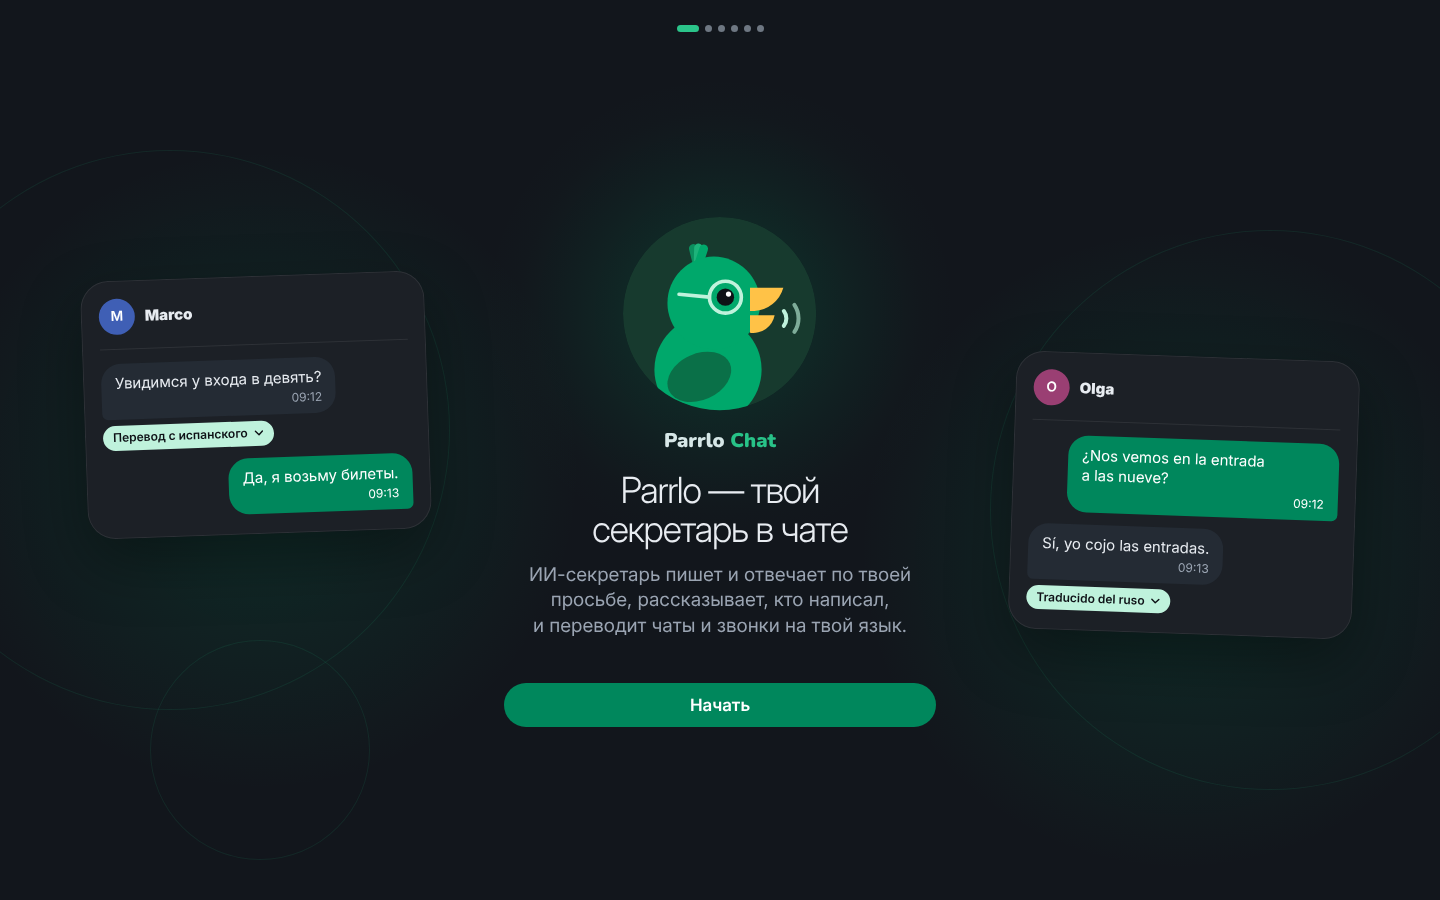 M
Marco
Увидимся у входа в девять?
09:12
Перевод с испанского
Да, я возьму билеты.
09:13
Parrlo Chat
Parrlo — твой
секретарь в чате
ИИ-секретарь пишет и отвечает по твоей
просьбе, рассказывает, кто написал,
и переводит чаты и звонки на твой язык.
Начать
O
Olga
¿Nos vemos en la entrada
a las nueve?
09:12
Sí, yo cojo las entradas.
09:13
Traducido del ruso